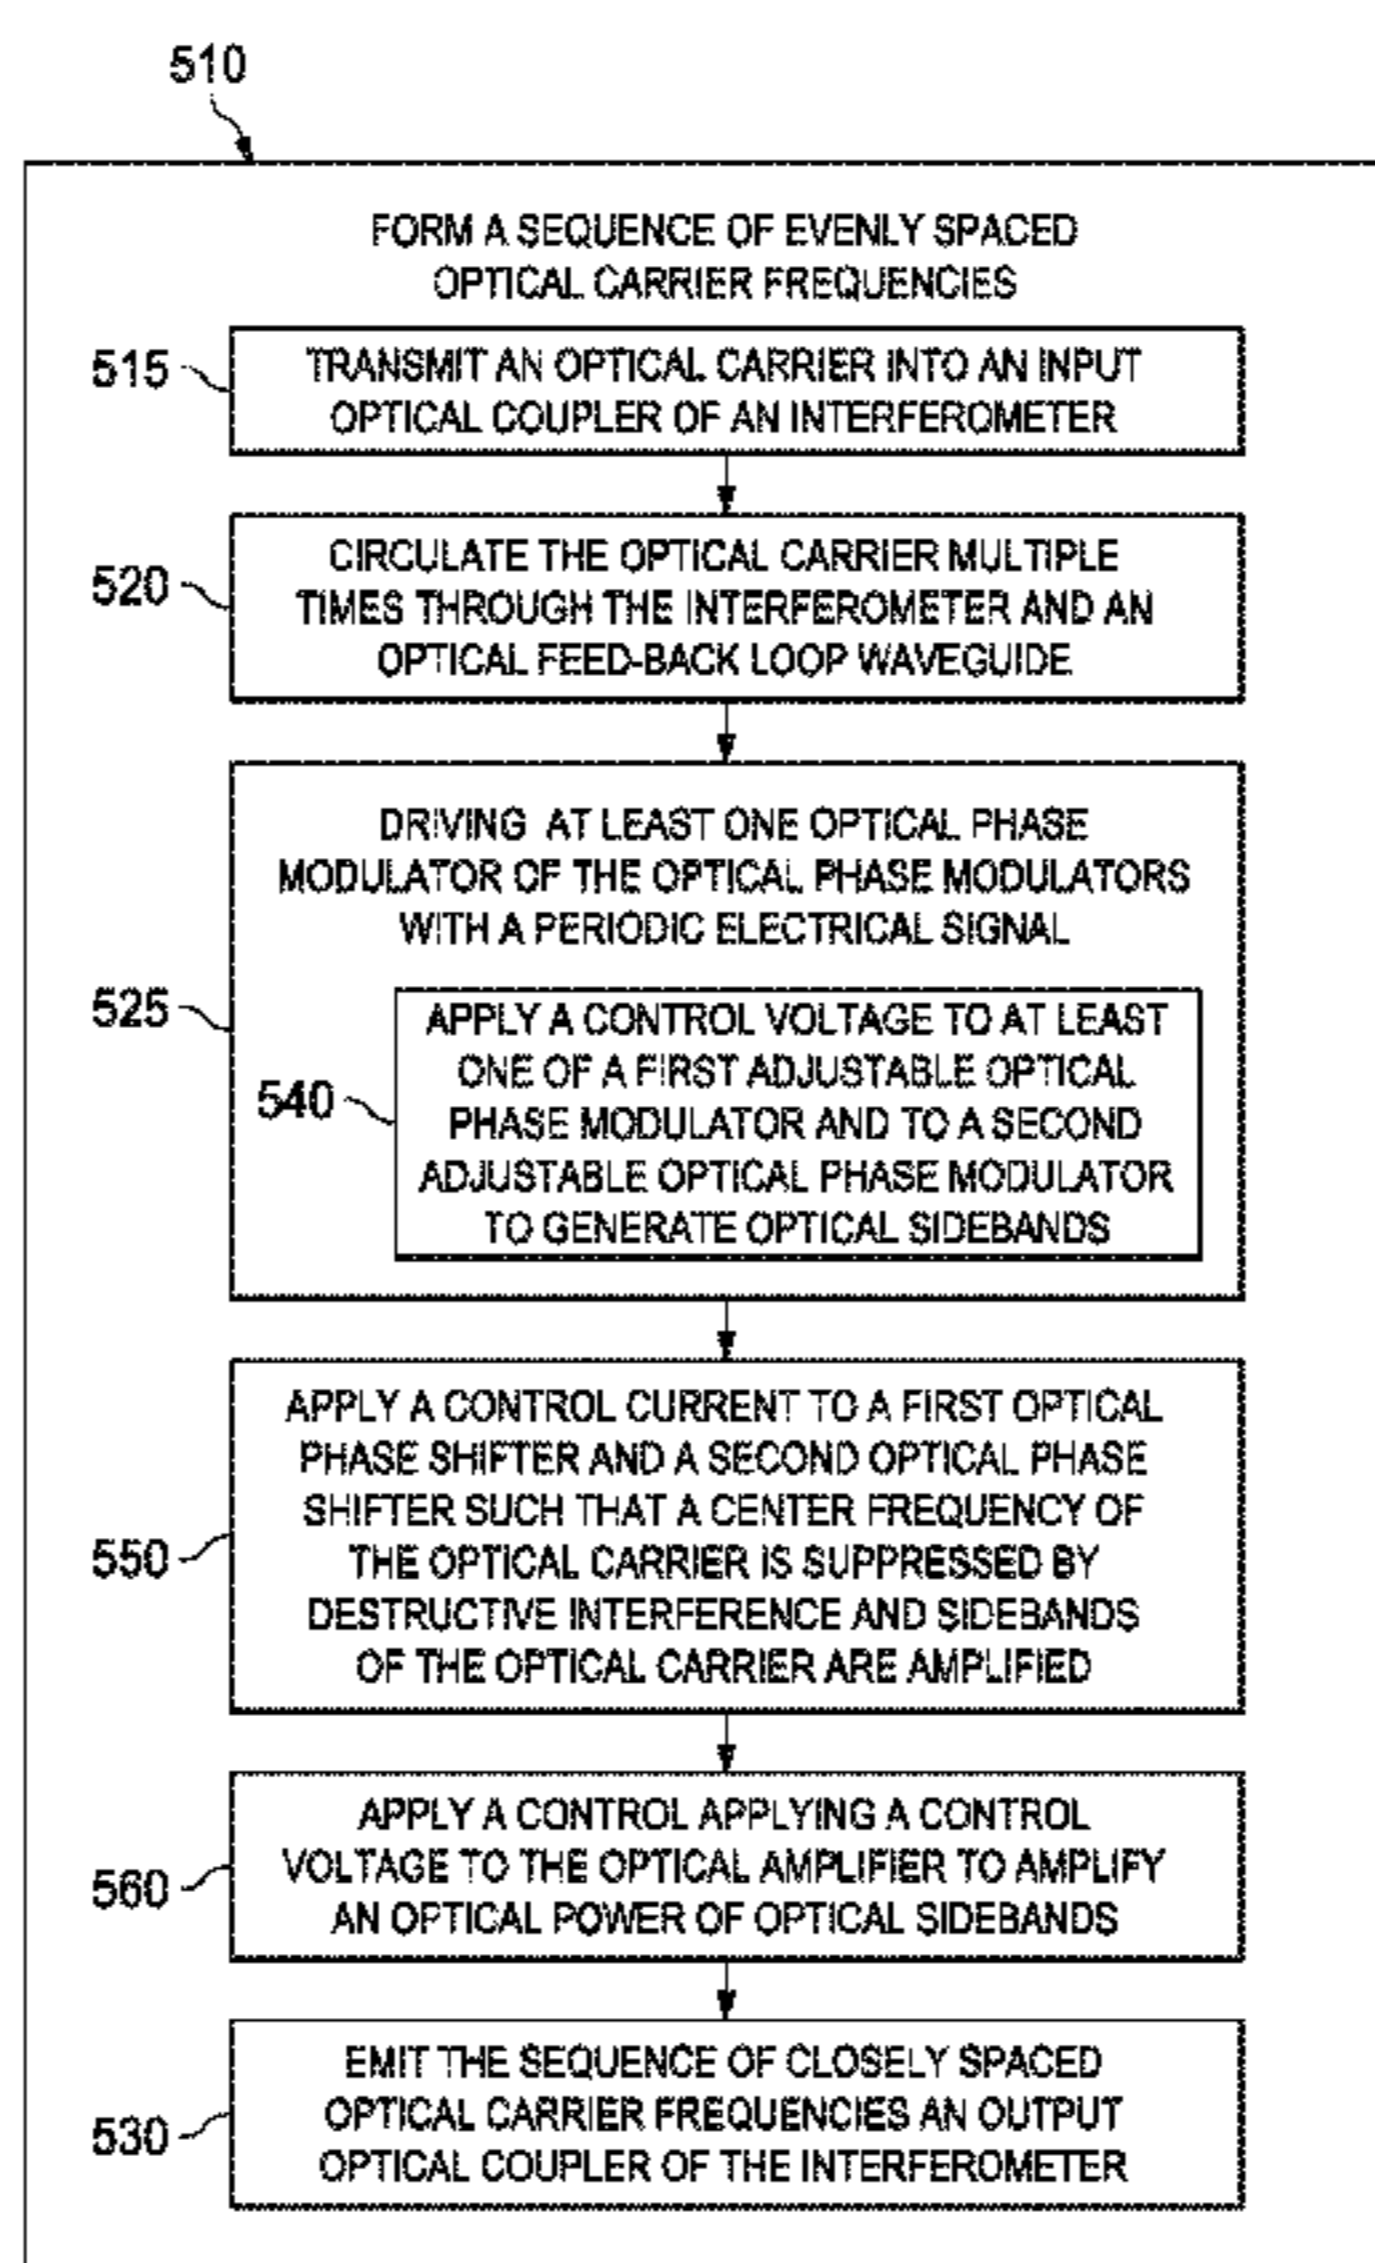 510
FORM A SEQUENCE OF EVENLY SPACED
OPTICAL CARRIER FREQUENCIES
515
TRANSMIT AN OPTICAL CARRIER INTO AN INPUT
OPTICAL COUPLER OF AN INTERFEROMETER
520
CIRCULATE THE OPTICAL CARRIER MULTIPLE
TIMES THROUGH THE INTERFEROMETER AND AN
OPTICAL FEED-BACK LOOP WAVEGUIDE
525
DRIVING AT LEAST ONE OPTICAL PHASE
MODULATOR OF THE OPTICAL PHASE MODULATORS
WITH A PERIODIC ELECTRICAL SIGNAL
540
APPLY A CONTROL VOLTAGE TO AT LEAST
ONE OF A FIRST ADJUSTABLE OPTICAL
PHASE MODULATOR AND TO A SECOND
ADJUSTABLE OPTICAL PHASE MODULATOR
TO GENERATE OPTICAL SIDEBANDS
550
APPLY A CONTROL CURRENT TO A FIRST OPTICAL
PHASE SHIFTER AND A SECOND OPTICAL PHASE
SHIFTER SUCH THAT A CENTER FREQUENCY OF
THE OPTICAL CARRIER IS SUPPRESSED BY
DESTRUCTIVE INTERFERENCE AND SIDEBANDS
OF THE OPTICAL CARRIER ARE AMPLIFIED
560
APPLY A CONTROL APPLYING A CONTROL
VOLTAGE TO THE OPTICAL AMPLIFIER TO AMPLIFY
AN OPTICAL POWER OF OPTICAL SIDEBANDS
530
EMIT THE SEQUENCE OF CLOSELY SPACED
OPTICAL CARRIER FREQUENCIES AN OUTPUT
OPTICAL COUPLER OF THE INTERFEROMETER